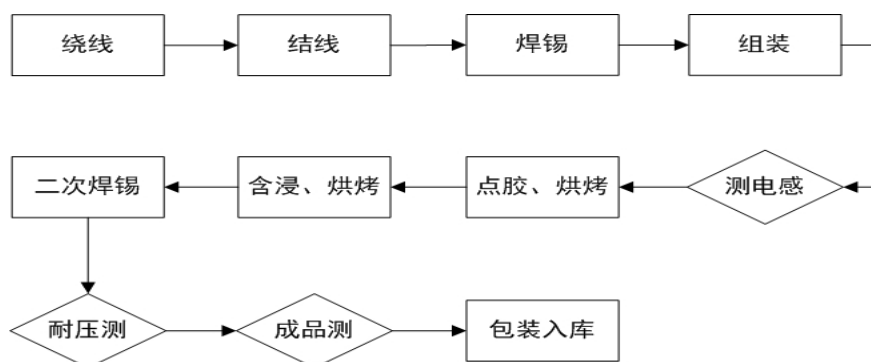 绕线
结线
焊锡
组装
测电感
点胶、烘烤
含浸、烘烤
二次焊锡
耐压测
成品测
包装入库